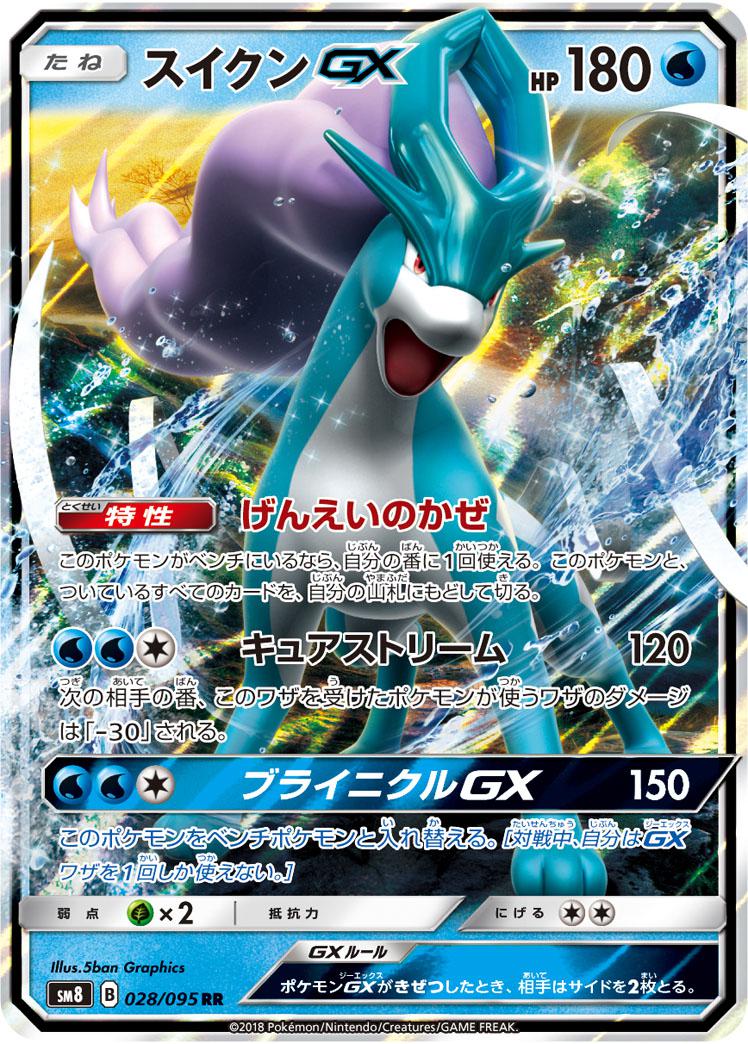 たね スイクンGX HP 180
とくせい
特性 げんえいのかぜ
このポケモンがベンチにいるなら、自分の番に1回使える。このポケモンと、
ついているすべてのカードを、自分の山札にもどして切る。
キュアストリーム 120
次の相手の番、このワザを受けたポケモンが使うワザのダメージ
は「-30」される。
ブライニクルGX 150
このポケモンをベンチポケモンと入れ替える。[対戦中、自分はGX
ワザを1回しか使えない。]
弱点 ×2 抵抗力 にげる
GXルール
ポケモンGXがきぜつしたとき、相手はサイドを2枚とる。
Illus.5ban Graphics
SM8 B 028/095 RR
©2018 Pokémon/Nintendo/Creatures/GAME FREAK.